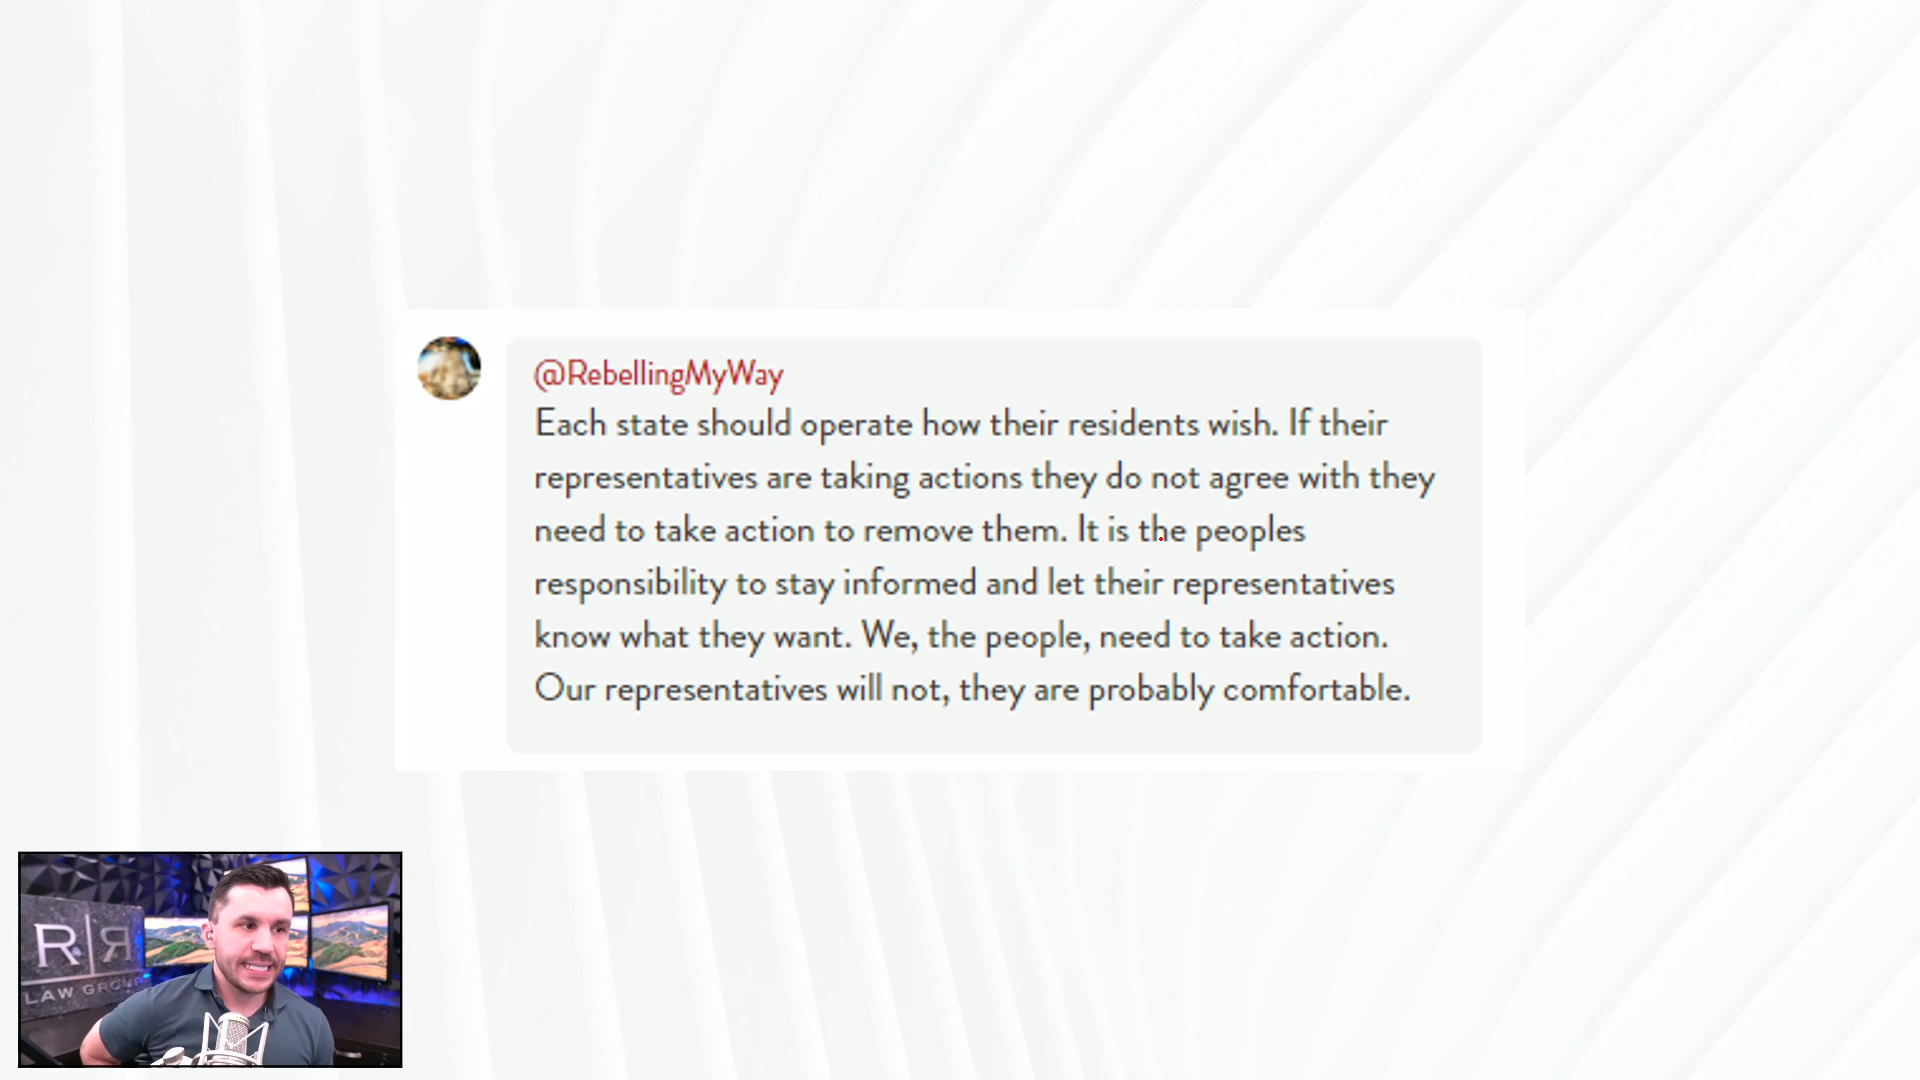 @RebellingMyWay
Each state should operate how their residents wish. If their
representatives are taking actions they do not agree with they
need to take action to remove them. It is the peoples
responsibility to stay informed and let their representatives
know what they want. We, the people, need to take action.
Our representatives will not, they are probably comfortable.
R|R
LAW GROUP